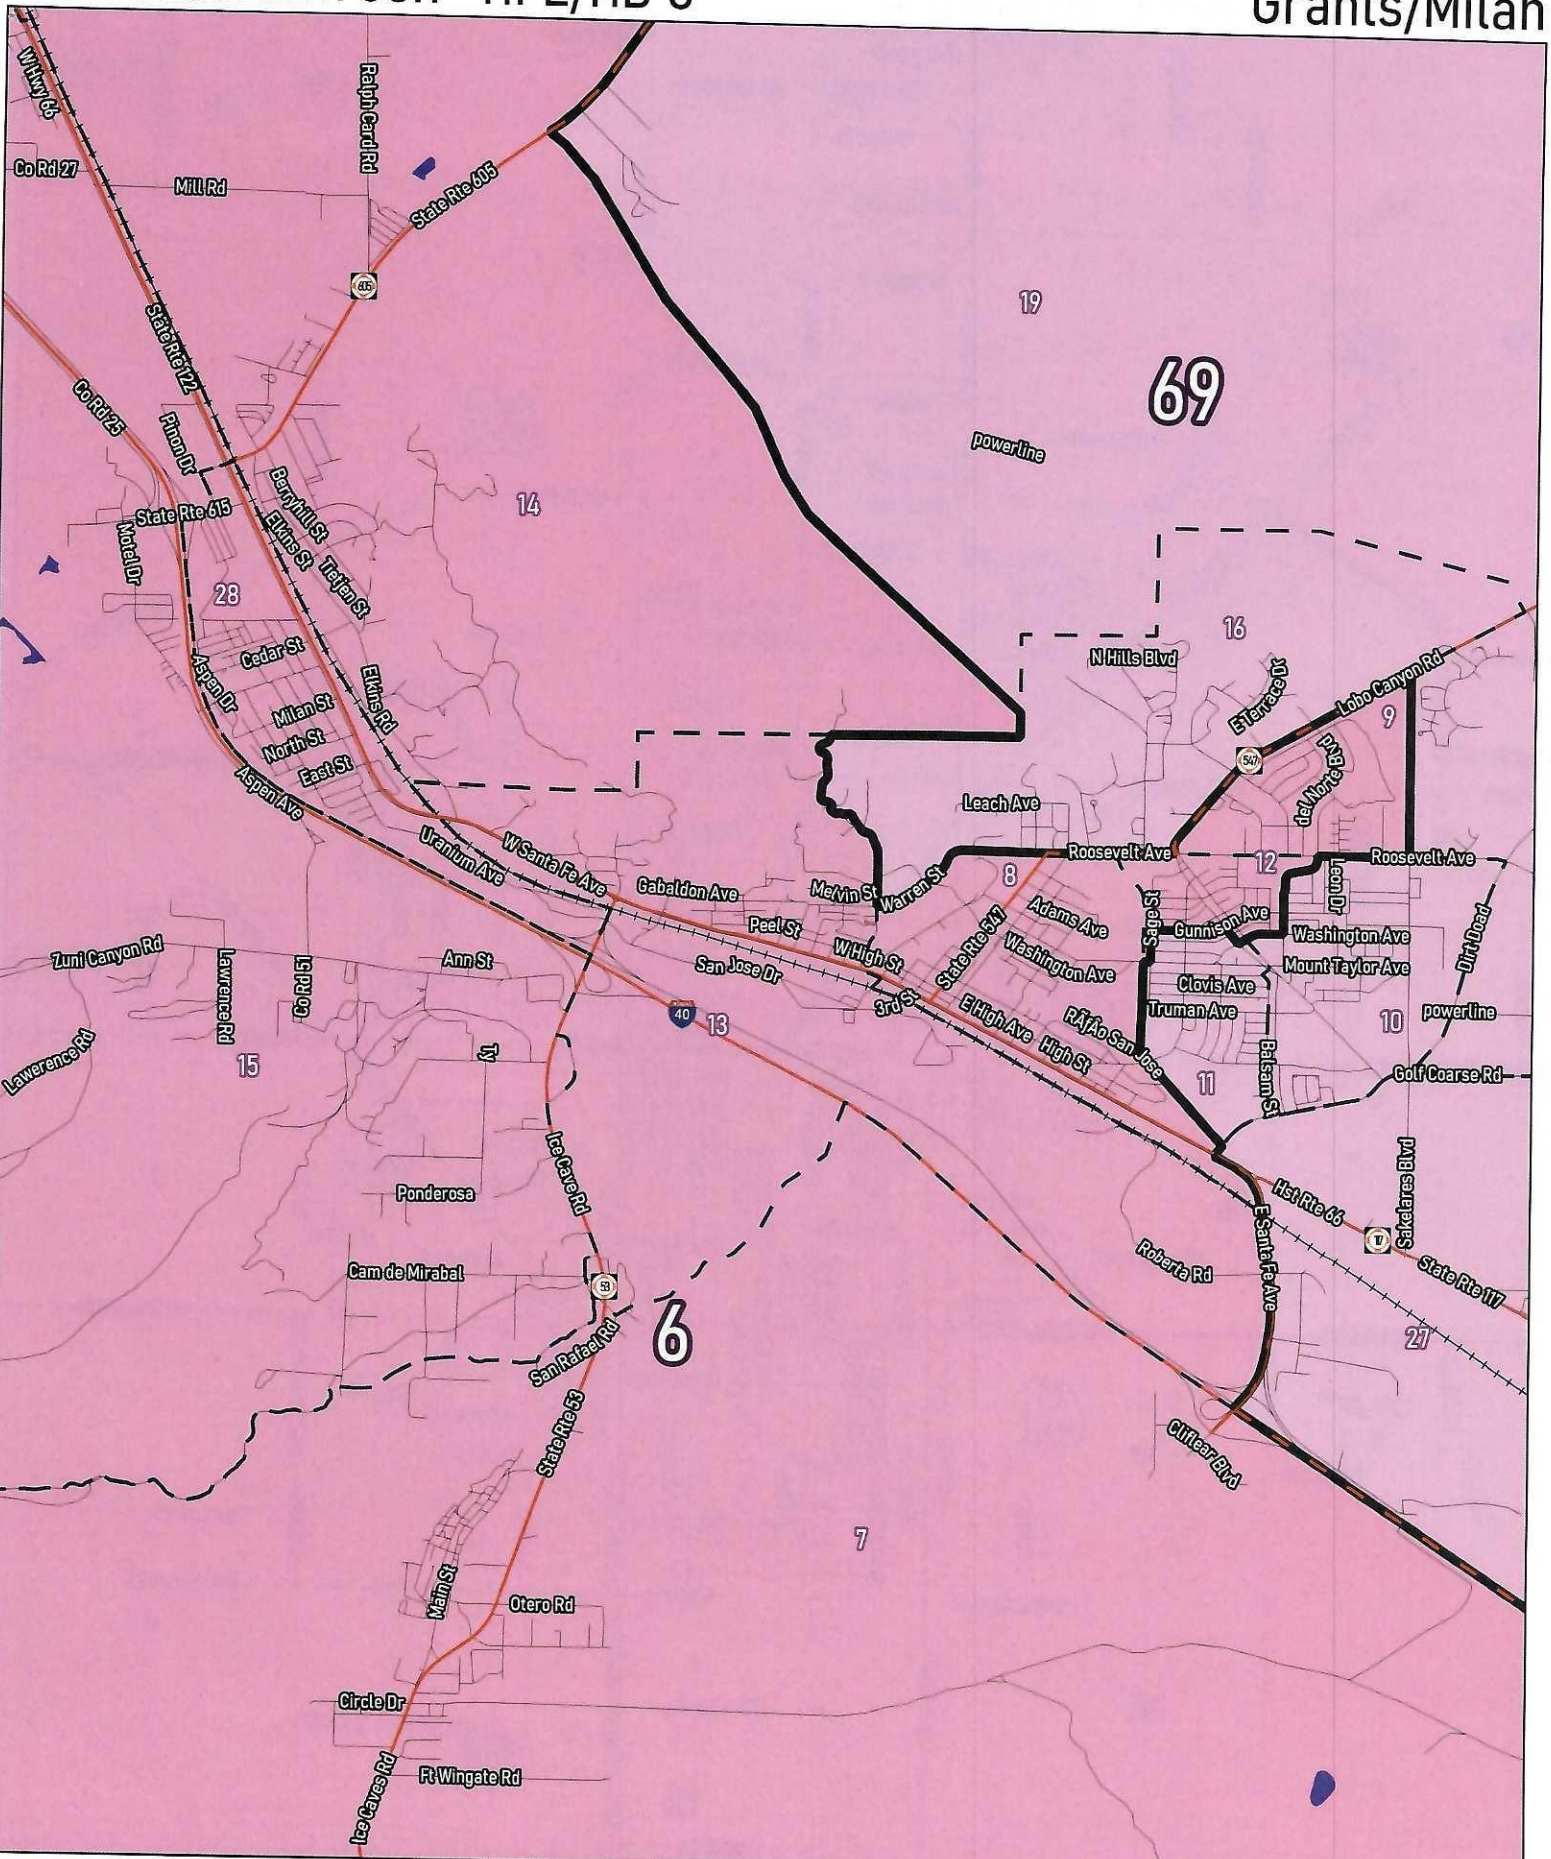 Grants/Milan
W Hwy 66
Ralph Card Rd
Co Rd 27
Mill Rd
State Rte 605
605
19
69
State Rte 122
Co Rd 25
Pinon Dr
powerline
Berryhill St
14
State Rte 615
Elkins St
Motel Dr
Tietjen St
28
16
Cedar St
N Hills Blvd
Aspen Dr
Elkins Rd
E Terrace Dr
Lobo Canyon Rd
Milan St
9
North St
547
del Norte Blvd
East St
Aspen Ave
Leach Ave
Uranium Ave
W Santa Fe Ave
Roosevelt Ave
12
Roosevelt Ave
8
Gabaldon Ave
Melvin St
Warren St
Leon Dr
Peel St
Adams Ave
Sage St
Gunnison Ave
Washington Ave
Dirt Road
Zuni Canyon Rd
Lawrence Rd
Co Rd 151
Ann St
W High St
State Rte 547
Washington Ave
Mount Taylor Ave
San Jose Dr
Clovis Ave
3rd St
E High Ave
Truman Ave
powerline
40
13
RÃƒÂo San Jose
10
Lawerence Rd
Ty
High St
15
11
Balsam St
Golf Coarse Rd
Ice Cave Rd
Ponderosa
Hst Rte 66
Sakelares Blvd
E Santa Fe Ave
117
Cam de Mirabal
Roberta Rd
State Rte 117
53
6
27
San Rafael Rd
State Rte 53
Cliflear Blvd
7
Main St
Otero Rd
Circle Dr
Ft Wingate Rd
Ice Caves Rd